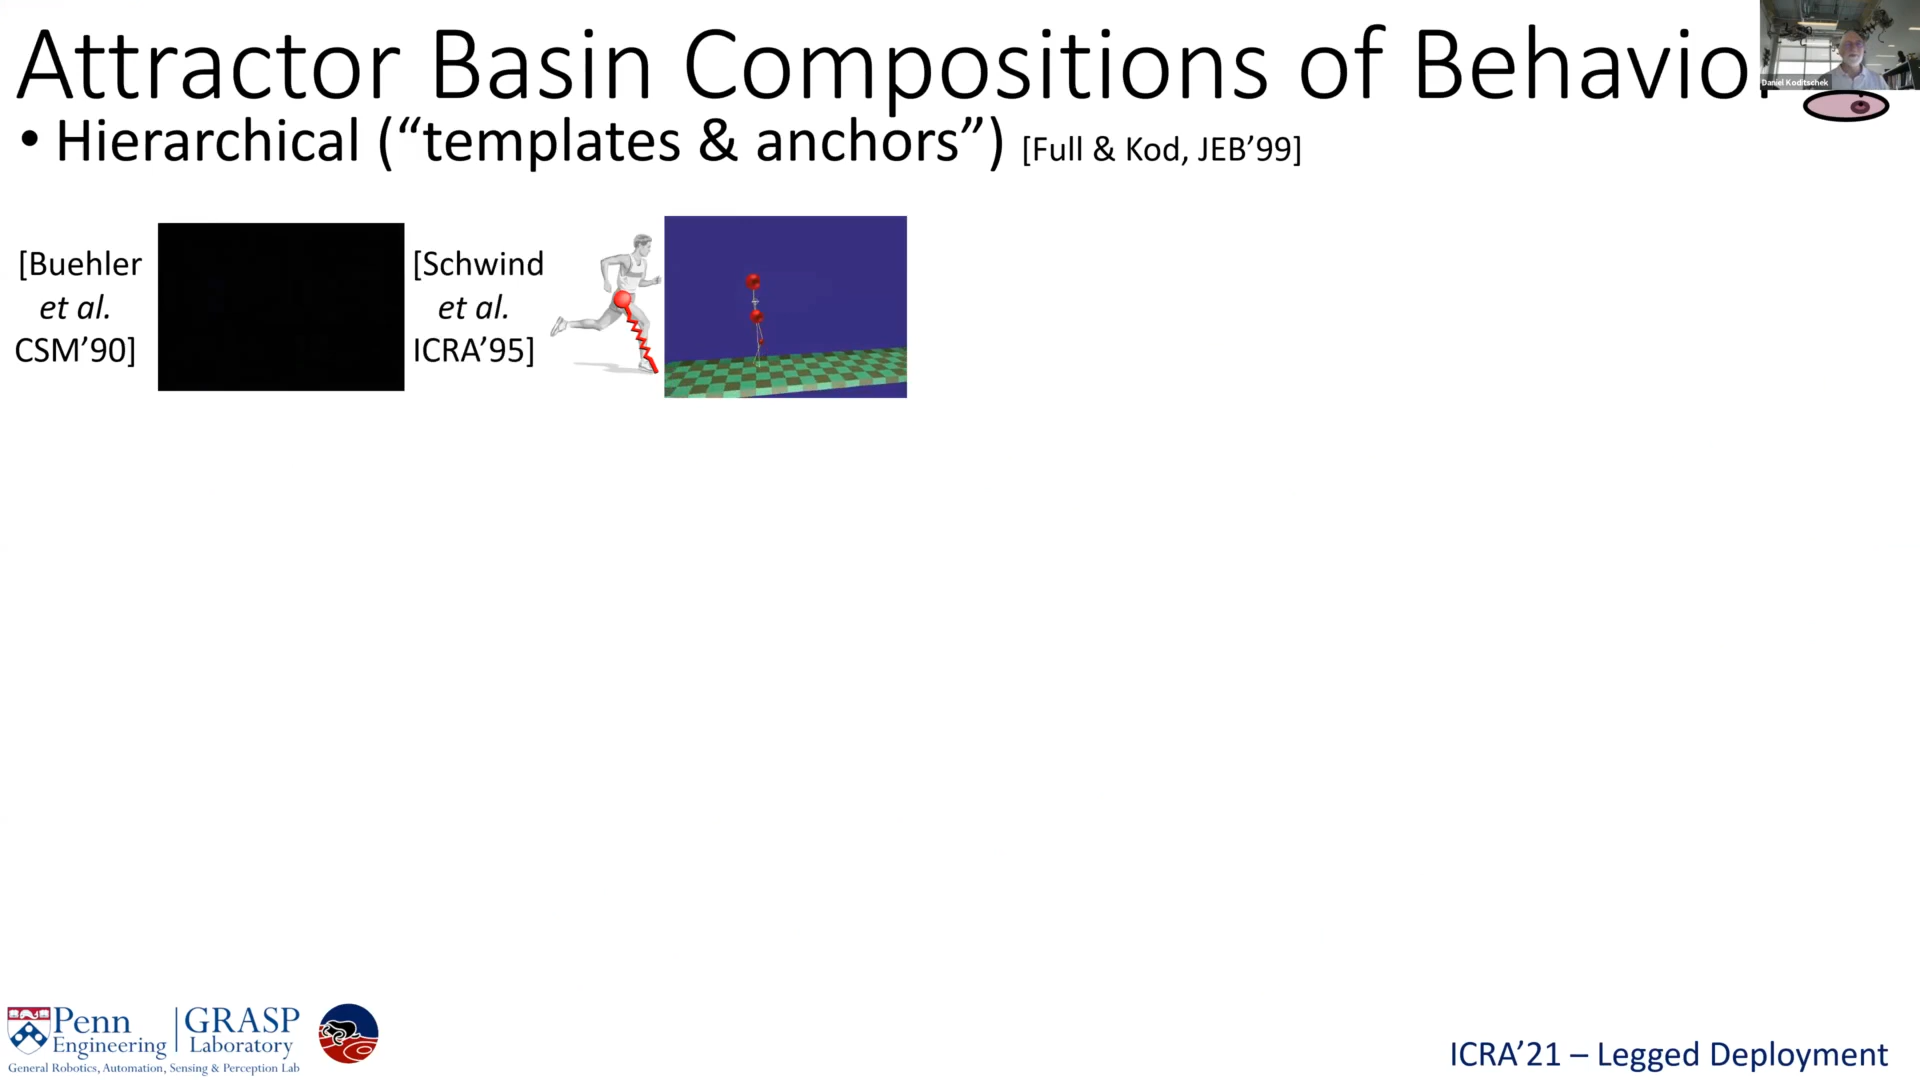 Attractor Basin Compositions of Behavior
Daniel Koditschek
• Hierarchical (“templates & anchors”) [Full & Kod, JEB’99]
[Buehler
et al.
CSM’90]
[Schwind
et al.
ICRA’95]
Penn
Engineering
GRASP
Laboratory
General Robotics, Automation, Sensing & Perception Lab
ICRA’21 – Legged Deployment